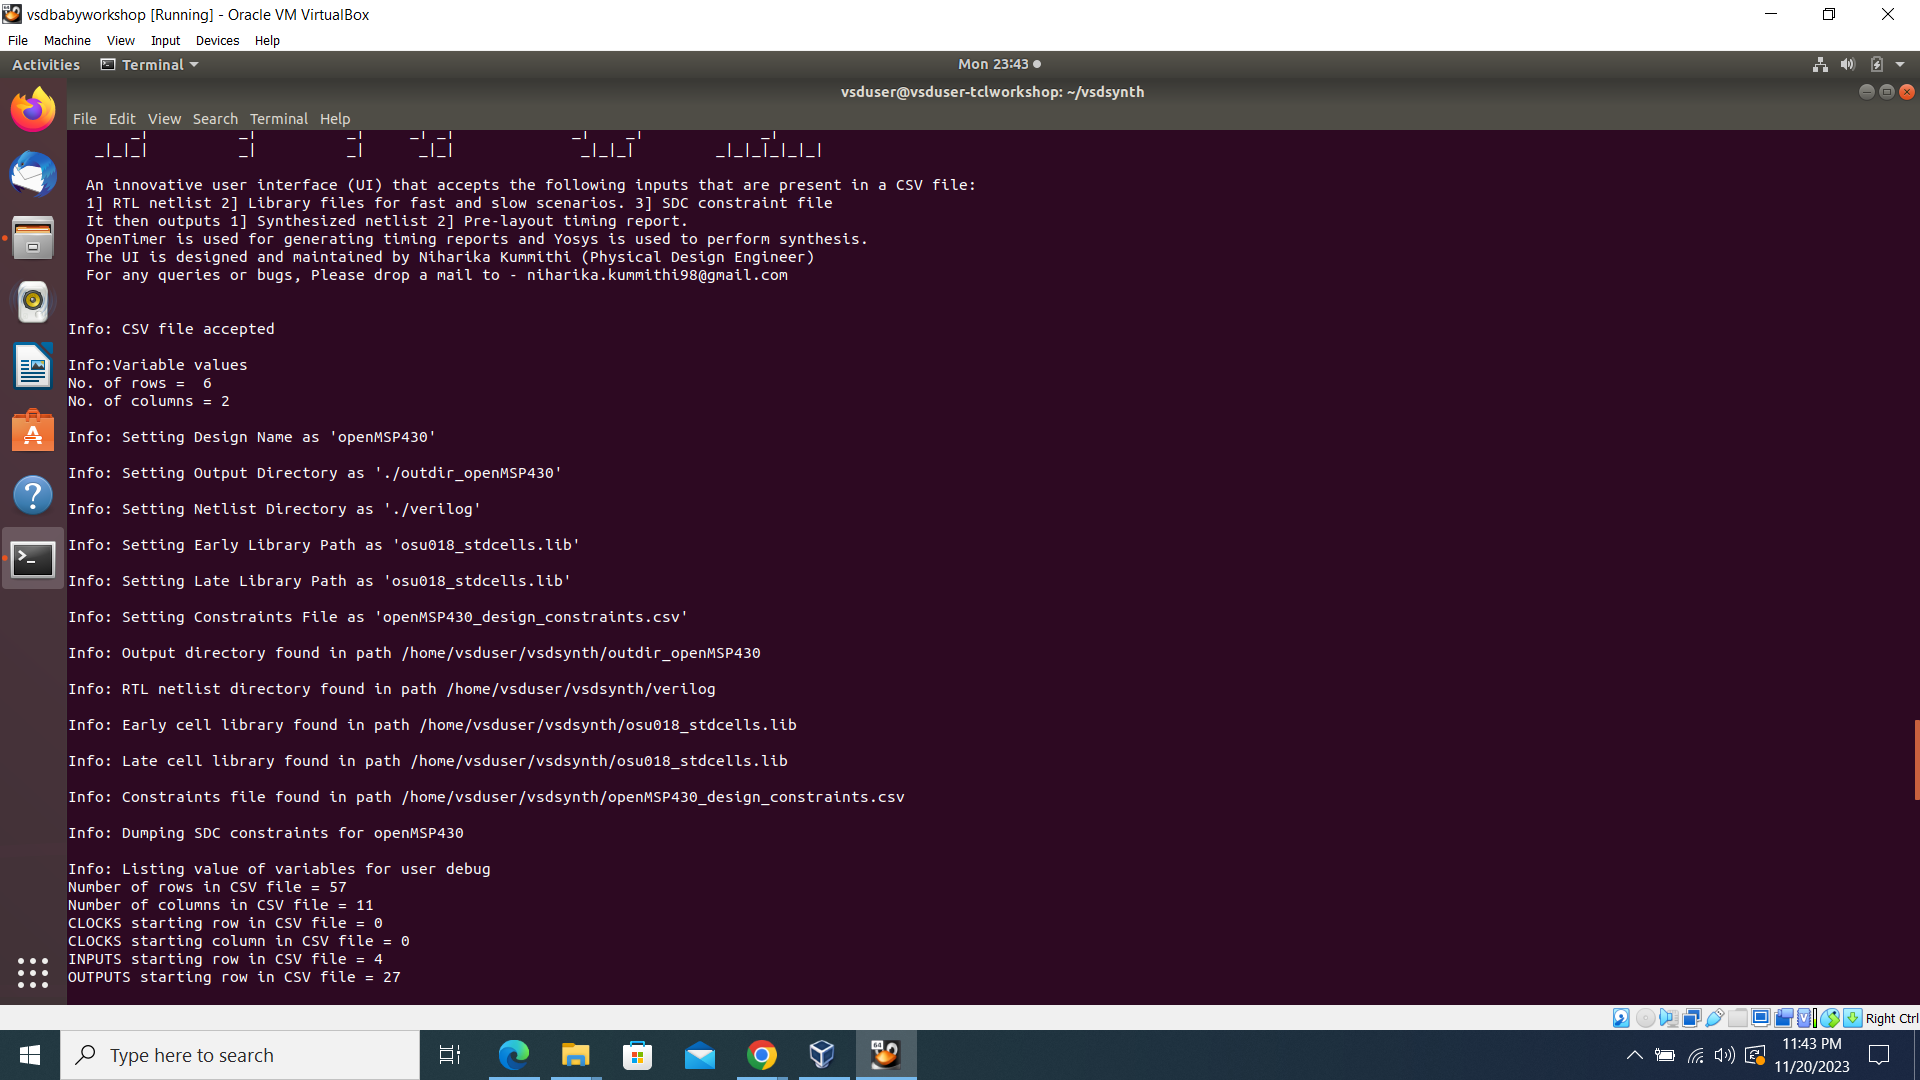 vsdbabyworkshop [Running] - Oracle VM VirtualBox
File Machine View Input Devices Help
Activities Terminal Mon 23:43
vsduser@vsduser-tclworkshop: ~/vsdsynth
File Edit View Search Terminal Help
An innovative user interface (UI) that accepts the following inputs that are present in a CSV file:
1] RTL netlist 2] Library files for fast and slow scenarios. 3] SDC constraint file
It then outputs 1] Synthesized netlist 2] Pre-layout timing report.
OpenTimer is used for generating timing reports and Yosys is used to perform synthesis.
The UI is designed and maintained by Niharika Kummithi (Physical Design Engineer)
For any queries or bugs, Please drop a mail to - niharika.kummithi98@gmail.com
Info: CSV file accepted
Info:Variable values
No. of rows =  6
No. of columns = 2
Info: Setting Design Name as 'openMSP430'
Info: Setting Output Directory as './outdir_openMSP430'
Info: Setting Netlist Directory as './verilog'
Info: Setting Early Library Path as 'osu018_stdcells.lib'
Info: Setting Late Library Path as 'osu018_stdcells.lib'
Info: Setting Constraints File as 'openMSP430_design_constraints.csv'
Info: Output directory found in path /home/vsduser/vsdsynth/outdir_openMSP430
Info: RTL netlist directory found in path /home/vsduser/vsdsynth/verilog
Info: Early cell library found in path /home/vsduser/vsdsynth/osu018_stdcells.lib
Info: Late cell library found in path /home/vsduser/vsdsynth/osu018_stdcells.lib
Info: Constraints file found in path /home/vsduser/vsdsynth/openMSP430_design_constraints.csv
Info: Dumping SDC constraints for openMSP430
Info: Listing value of variables for user debug
Number of rows in CSV file = 57
Number of columns in CSV file = 11
CLOCKS starting row in CSV file = 0
CLOCKS starting column in CSV file = 0
INPUTS starting row in CSV file = 4
OUTPUTS starting row in CSV file = 27
Right Ctrl
Type here to search
11:43 PM
11/20/2023